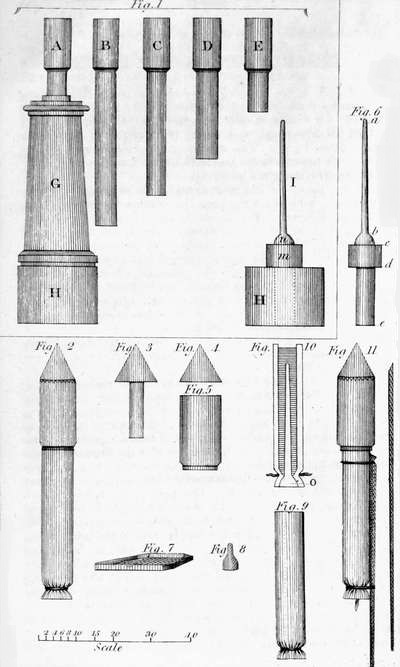 Fig. 1
A B C D E
Fig. 6
a
G I
b
n c
m d
H H
e
Fig. 2 Fig. 3 Fig. 4. Fig. 10 Fig. 11
Fig. 5
O
Fig. 9
Fig. 7 Fig. 8
2 4 6 8 10 15 20 30 40
Scale